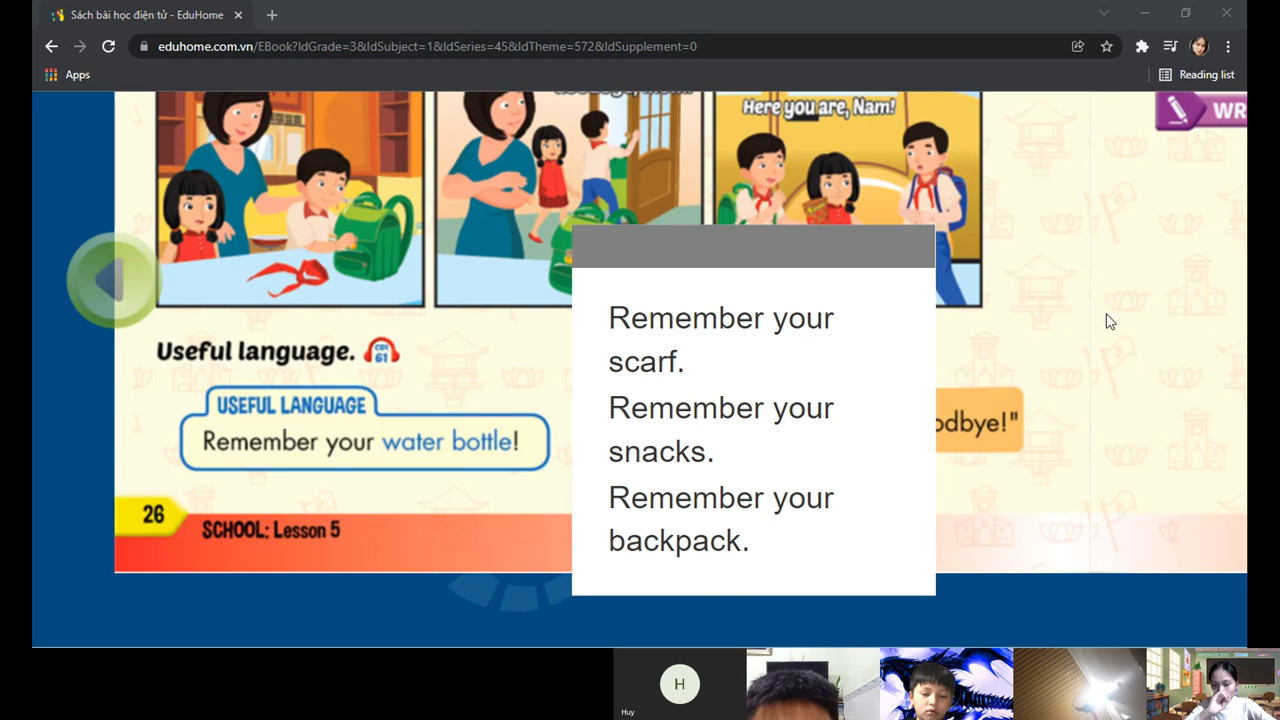 Sách bài học điện tử - EduHome
eduhome.com.vn/EBook?IdGrade=3&IdSubject=1&IdSeries=45&IdTheme=572&IdSupplement=0
Apps
Reading list
Here you are, Nam!
WR
Useful language.
CD1
61
USEFUL LANGUAGE
Remember your water bottle!
Remember your
scarf.
Remember your
snacks.
Remember your
backpack.
odbye!"
26
SCHOOL: Lesson 5
H
Huy